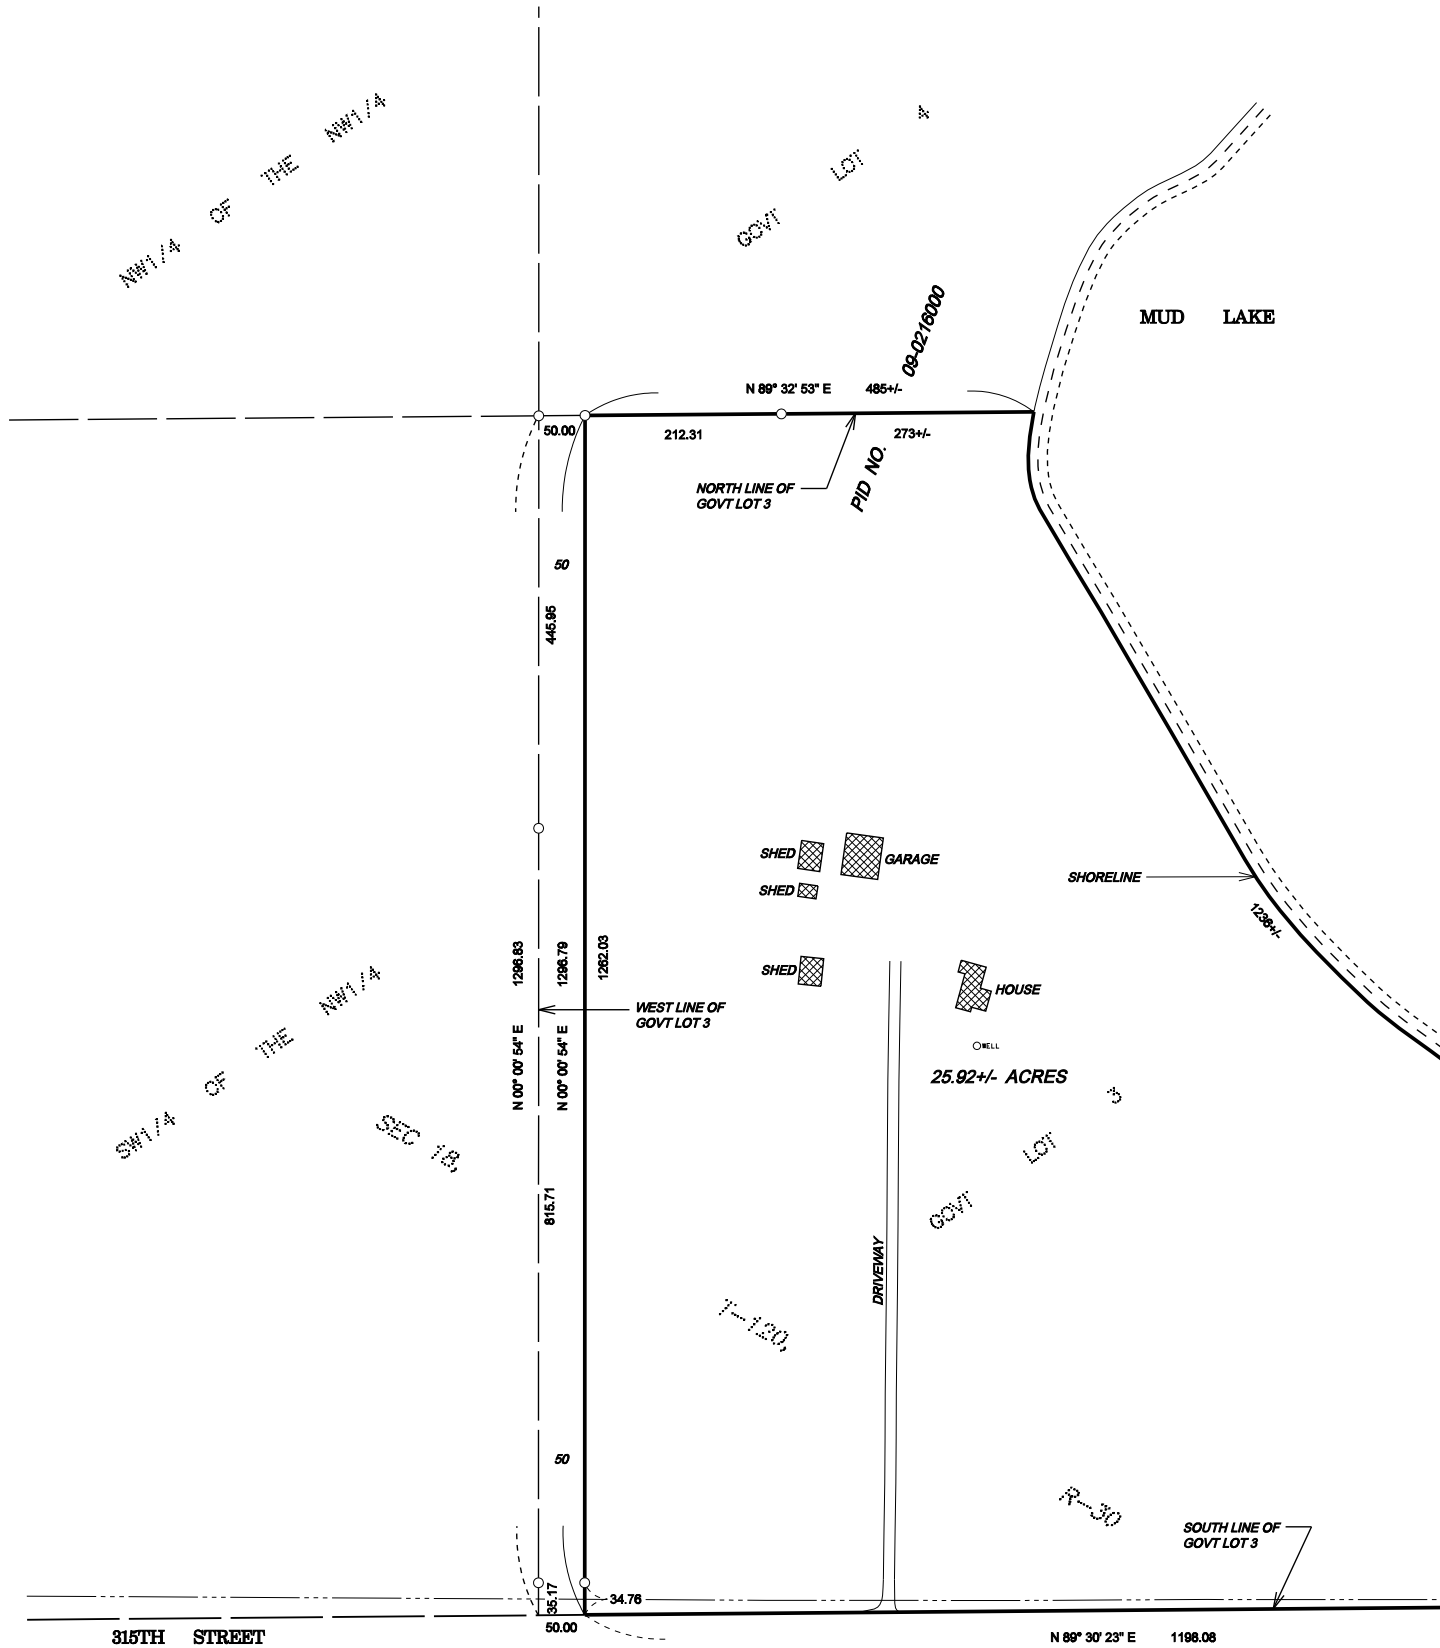 NW1/4 OF THE NW1/4
GOVT LOT 4
MUD LAKE
PID NO. 09-0216000
N 89° 32' 53" E 485+/-
50.00
212.31
273+/-
NORTH LINE OF
GOVT LOT 3
50
445.95
SHED
GARAGE
SHED
SHORELINE
1236+/-
N 00° 00' 54" E 1296.83
N 00° 00' 54" E 1296.79
1262.03
SHED
HOUSE
WEST LINE OF
GOVT LOT 3
WELL
25.92+/- ACRES
SW1/4 OF THE NW1/4
GOVT LOT 3
SEC 18,
815.71
DRIVEWAY
T-120,
50
R-30
SOUTH LINE OF
GOVT LOT 3
35.17
34.76
50.00
315TH STREET
N 89° 30' 23" E 1198.08